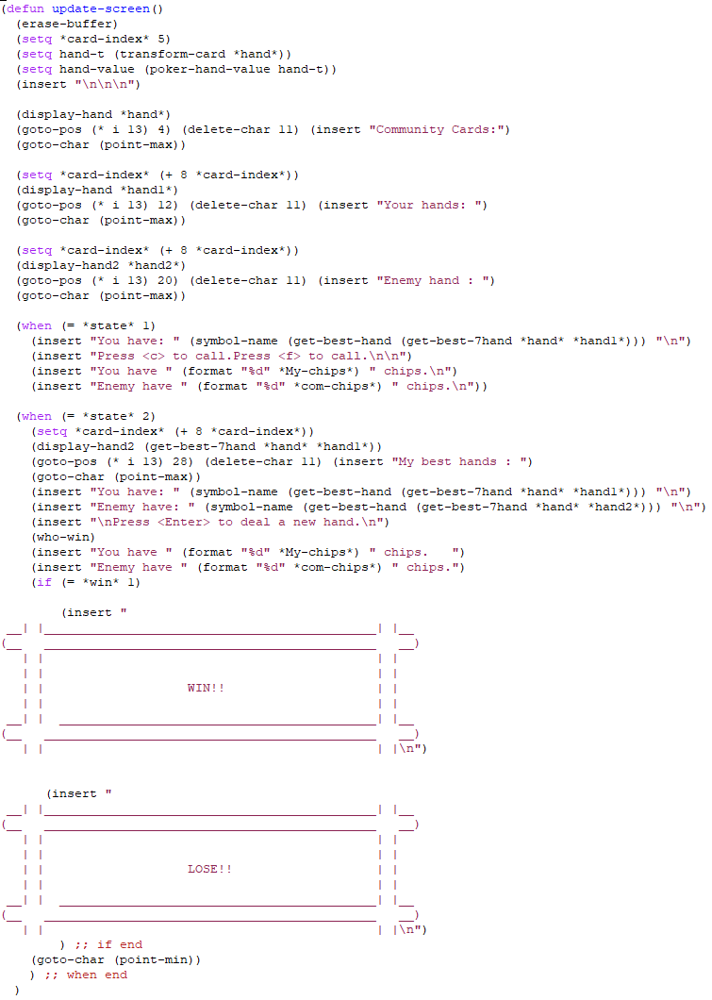 (defun update-screen()
  (erase-buffer)
  (setq *card-index* 5)
  (setq hand-t (transform-card *hand*))
  (setq hand-value (poker-hand-value hand-t))
  (insert "\n\n\n")

  (display-hand *hand*)
  (goto-pos (* i 13) 4) (delete-char 11) (insert "Community Cards:")
  (goto-char (point-max))

  (setq *card-index* (+ 8 *card-index*))
  (display-hand *hand1*)
  (goto-pos (* i 13) 12) (delete-char 11) (insert "Your hands: ")
  (goto-char (point-max))

  (setq *card-index* (+ 8 *card-index*))
  (display-hand2 *hand2*)
  (goto-pos (* i 13) 20) (delete-char 11) (insert "Enemy hand : ")
  (goto-char (point-max))

  (when (= *state* 1)
    (insert "You have: " (symbol-name (get-best-hand (get-best-7hand *hand* *hand1*))) "\n")
    (insert "Press <c> to call.Press <f> to call.\n\n")
    (insert "You have " (format "%d" *My-chips*) " chips.\n")
    (insert "Enemy have " (format "%d" *com-chips*) " chips.\n"))

  (when (= *state* 2)
    (setq *card-index* (+ 8 *card-index*))
    (display-hand2 (get-best-7hand *hand* *hand1*))
    (goto-pos (* i 13) 28) (delete-char 11) (insert "My best hands : ")
    (goto-char (point-max))
    (insert "You have: " (symbol-name (get-best-hand (get-best-7hand *hand* *hand1*))) "\n")
    (insert "Enemy have: " (symbol-name (get-best-hand (get-best-7hand *hand* *hand2*))) "\n")
    (insert "\nPress <Enter> to deal a new hand.\n")
    (who-win)
    (insert "You have " (format "%d" *My-chips*) " chips.   ")
    (insert "Enemy have " (format "%d" *com-chips*) " chips.")
    (if (= *win* 1)

        (insert "
 __| |____________________________________________| |__
(__   ____________________________________________   __)
   | |                                            | |
   | |                                            | |
   | |                   WIN!!                    | |
   | |                                            | |
 __| |  __________________________________________| |__
(__   ____________________________________________   __)
   | |                                            | |\n")


      (insert "
 __| |____________________________________________| |__
(__   ____________________________________________   __)
   | |                                            | |
   | |                                            | |
   | |                   LOSE!!                   | |
   | |                                            | |
 __| |  __________________________________________| |__
(__   ____________________________________________   __)
   | |                                            | |\n")
        ) ;; if end
    (goto-char (point-min))
    ) ;; when end
  )